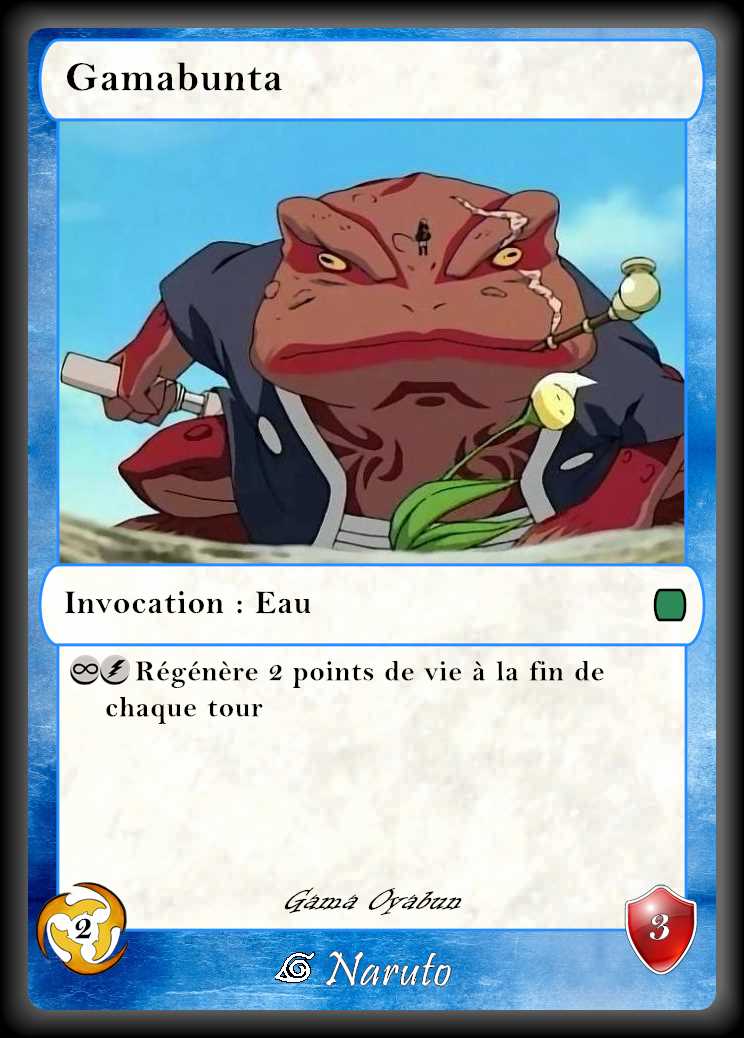 Gamabunta
Invocation : Eau
Régénère 2 points de vie à la fin de
chaque tour
Gama Oyabun
2
3
Naruto